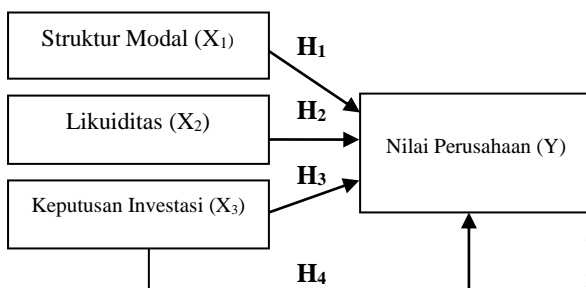 Struktur Modal (X₁)
H₁
Likuiditas (X₂)
H₂
Nilai Perusahaan (Y)
Keputusan Investasi (X₃)
H₃
H₄